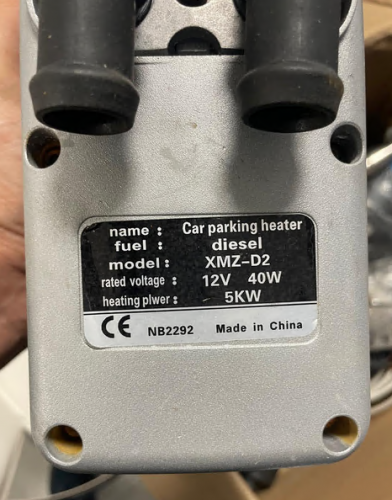 name : Car parking heater
fuel : diesel
model : XMZ-D2
rated voltage : 12V 40W
heating plwer : 5KW
CE NB2292 Made in China